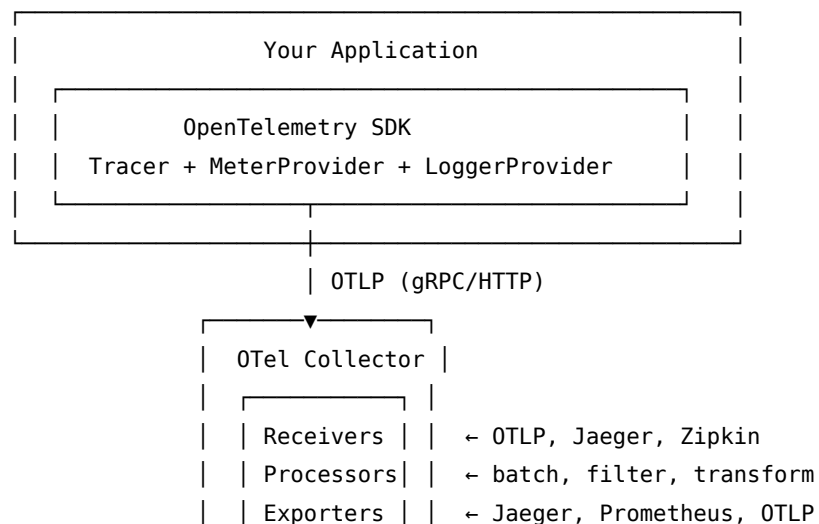 Your Application
OpenTelemetry SDK
Tracer + MeterProvider + LoggerProvider
OTLP (gRPC/HTTP)
OTel Collector
Receivers ← OTLP, Jaeger, Zipkin
Processors ← batch, filter, transform
Exporters ← Jaeger, Prometheus, OTLP